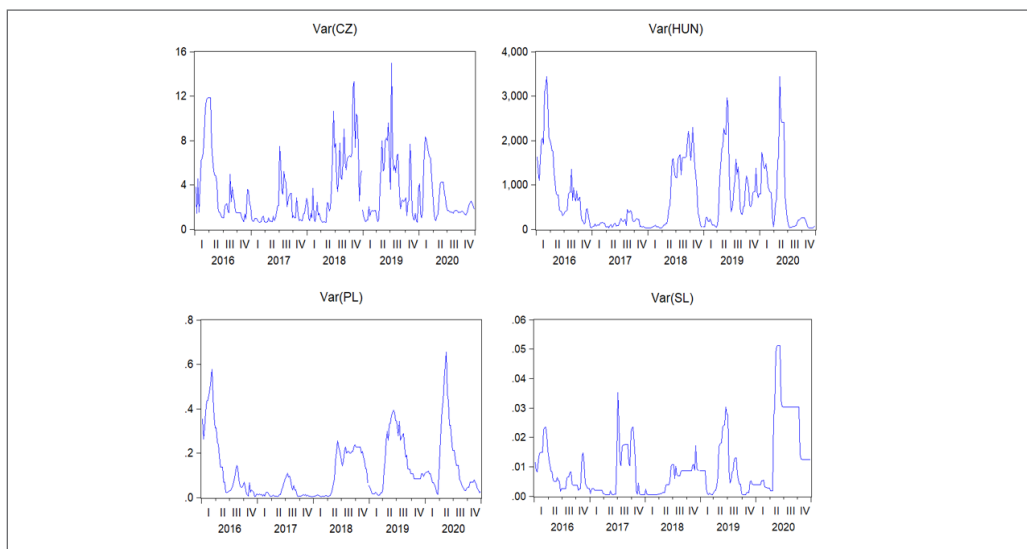 Var(CZ)
16
12
8
4
0
I II III IV I II III IV I II III IV I II III IV I II III IV
2016 2017 2018 2019 2020
Var(HUN)
4,000
3,000
2,000
1,000
0
I II III IV I II III IV I II III IV I II III IV I II III IV
2016 2017 2018 2019 2020
Var(PL)
.8
.6
.4
.2
.0
I II III IV I II III IV I II III IV I II III IV I II III IV
2016 2017 2018 2019 2020
Var(SL)
.06
.05
.04
.03
.02
.01
.00
I II III IV I II III IV I II III IV I II III IV I II III IV
2016 2017 2018 2019 2020